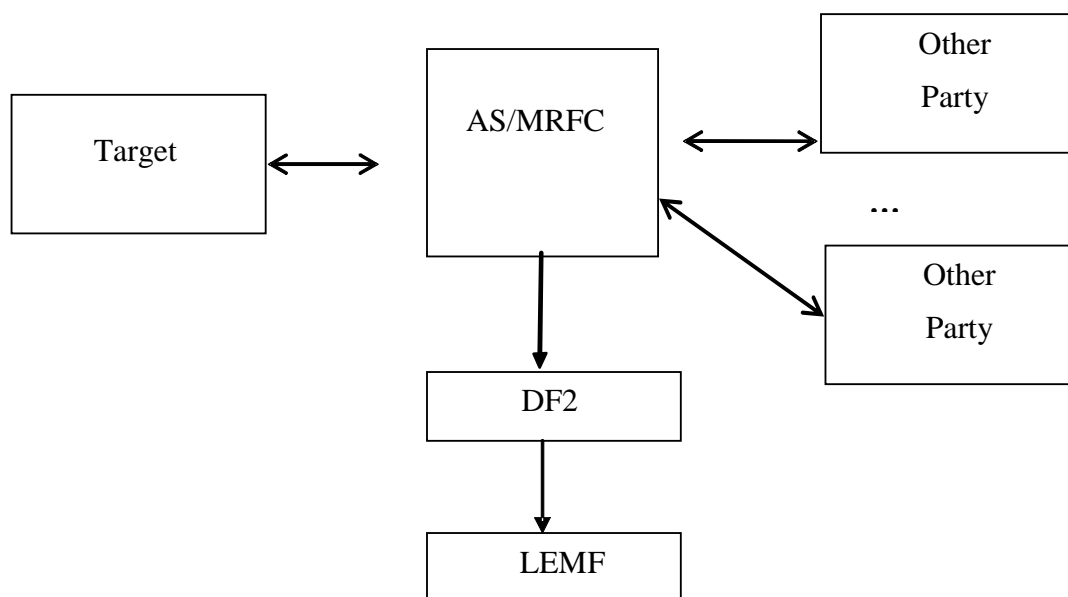 Target
AS/MRFC
Other
Party
...
Other
Party
DF2
LEMF